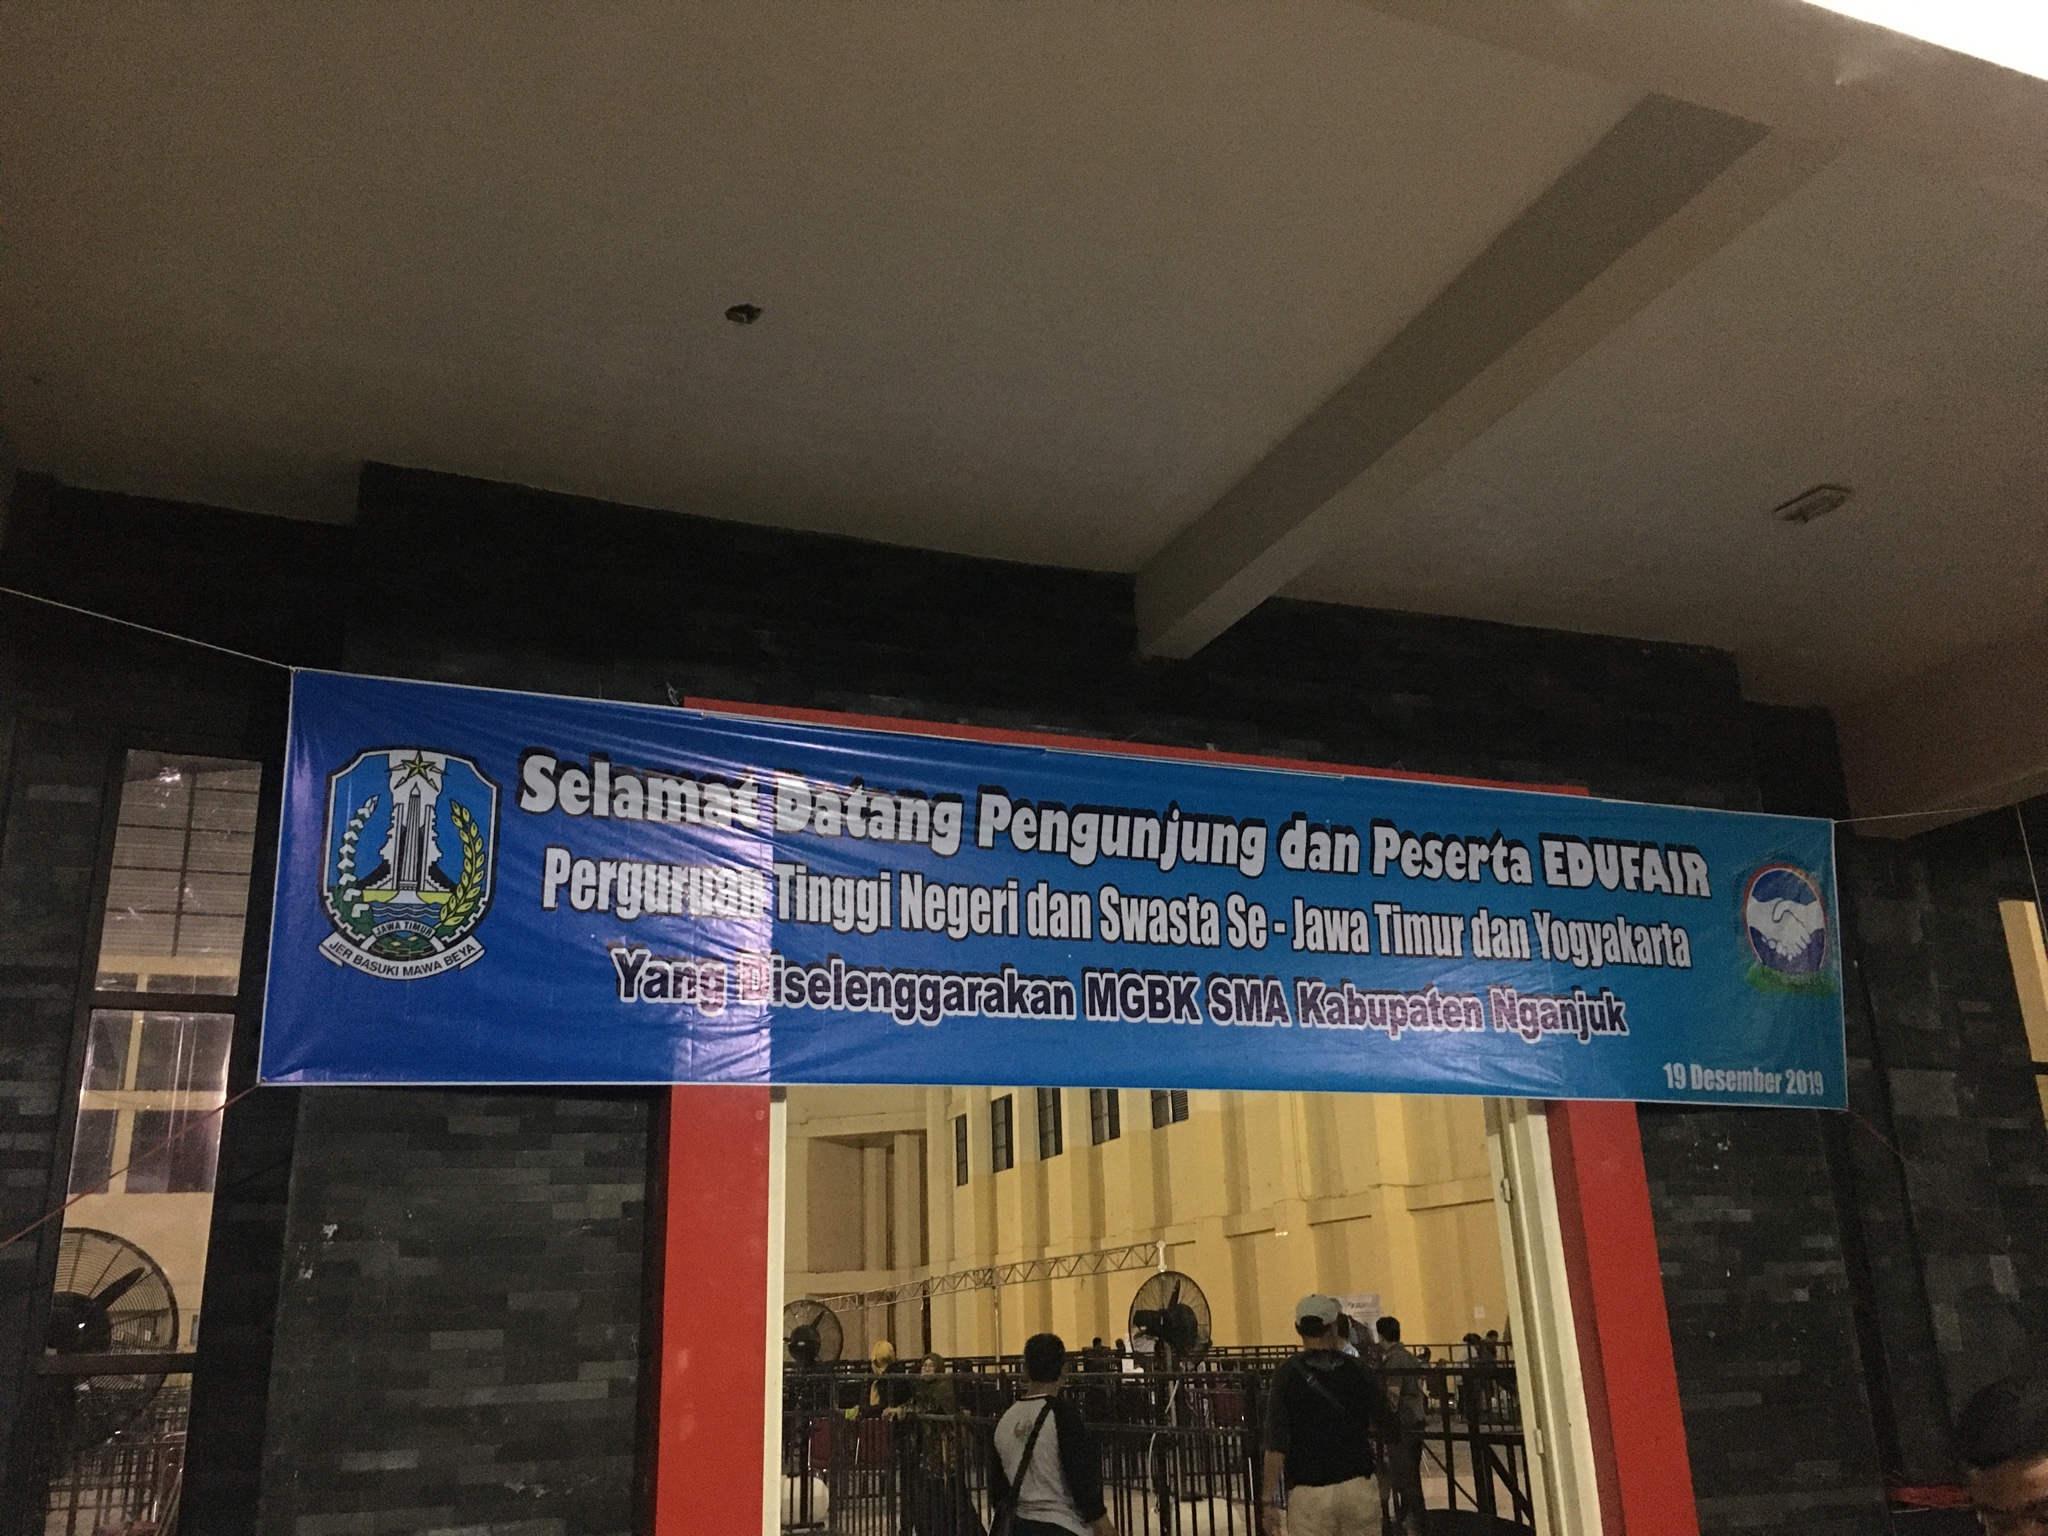 Selamat Datang Pengunjung dan Peserta EDUFAIR
Perguruan Tinggi Negeri dan Swasta Se - Jawa Timur dan Yogyakarta
Yang Diselenggarakan MGBK SMA Kabupaten Nganjuk
19 Desember 2019
JAWA TIMUR
JER BASUKI MAWA BEYA